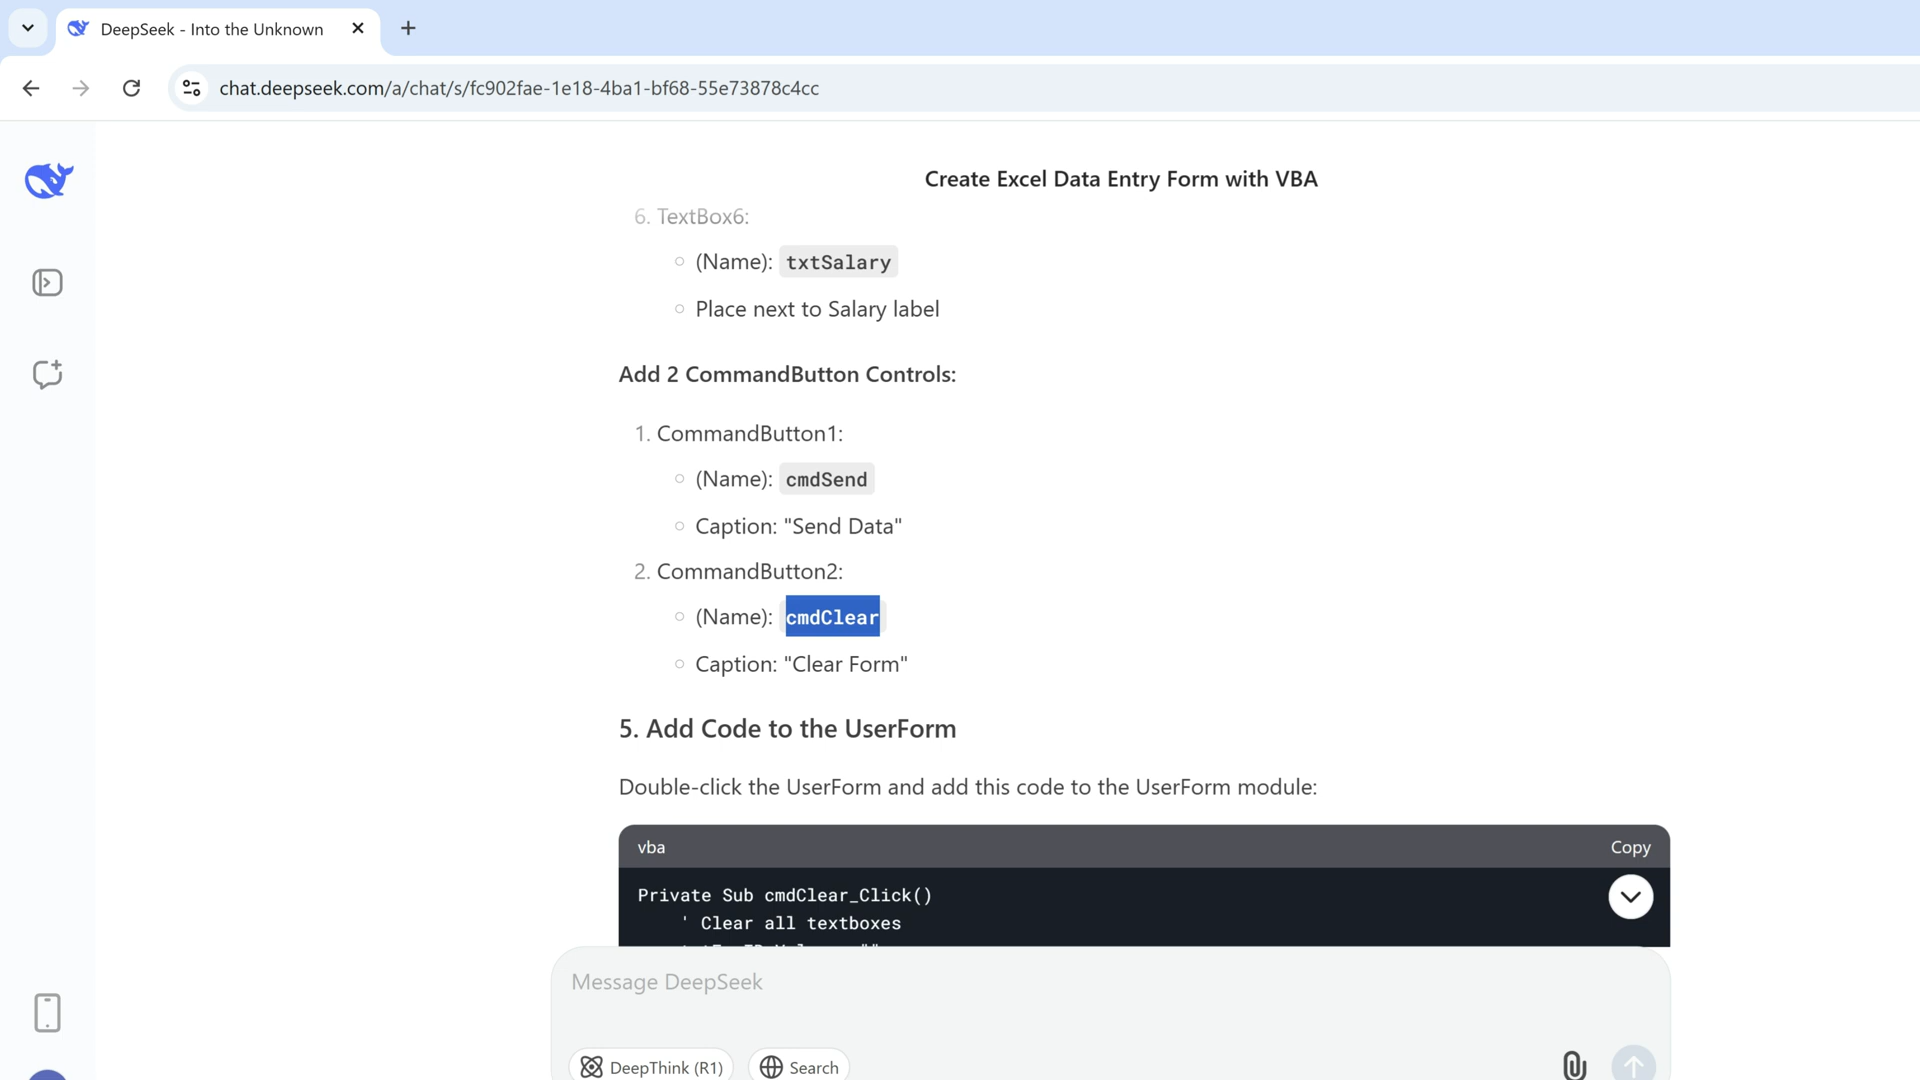 DeepSeek - Into the Unknown
chat.deepseek.com/a/chat/s/fc902fae-1e18-4ba1-bf68-55e73878c4cc
Create Excel Data Entry Form with VBA
6. TextBox6:
(Name): txtSalary
Place next to Salary label
Add 2 CommandButton Controls:
1. CommandButton1:
(Name): cmdSend
Caption: "Send Data"
2. CommandButton2:
(Name): cmdClear
Caption: "Clear Form"
5. Add Code to the UserForm
Double-click the UserForm and add this code to the UserForm module:
vba Copy
Private Sub cmdClear_Click()
' Clear all textboxes
Message DeepSeek
DeepThink (R1) Search